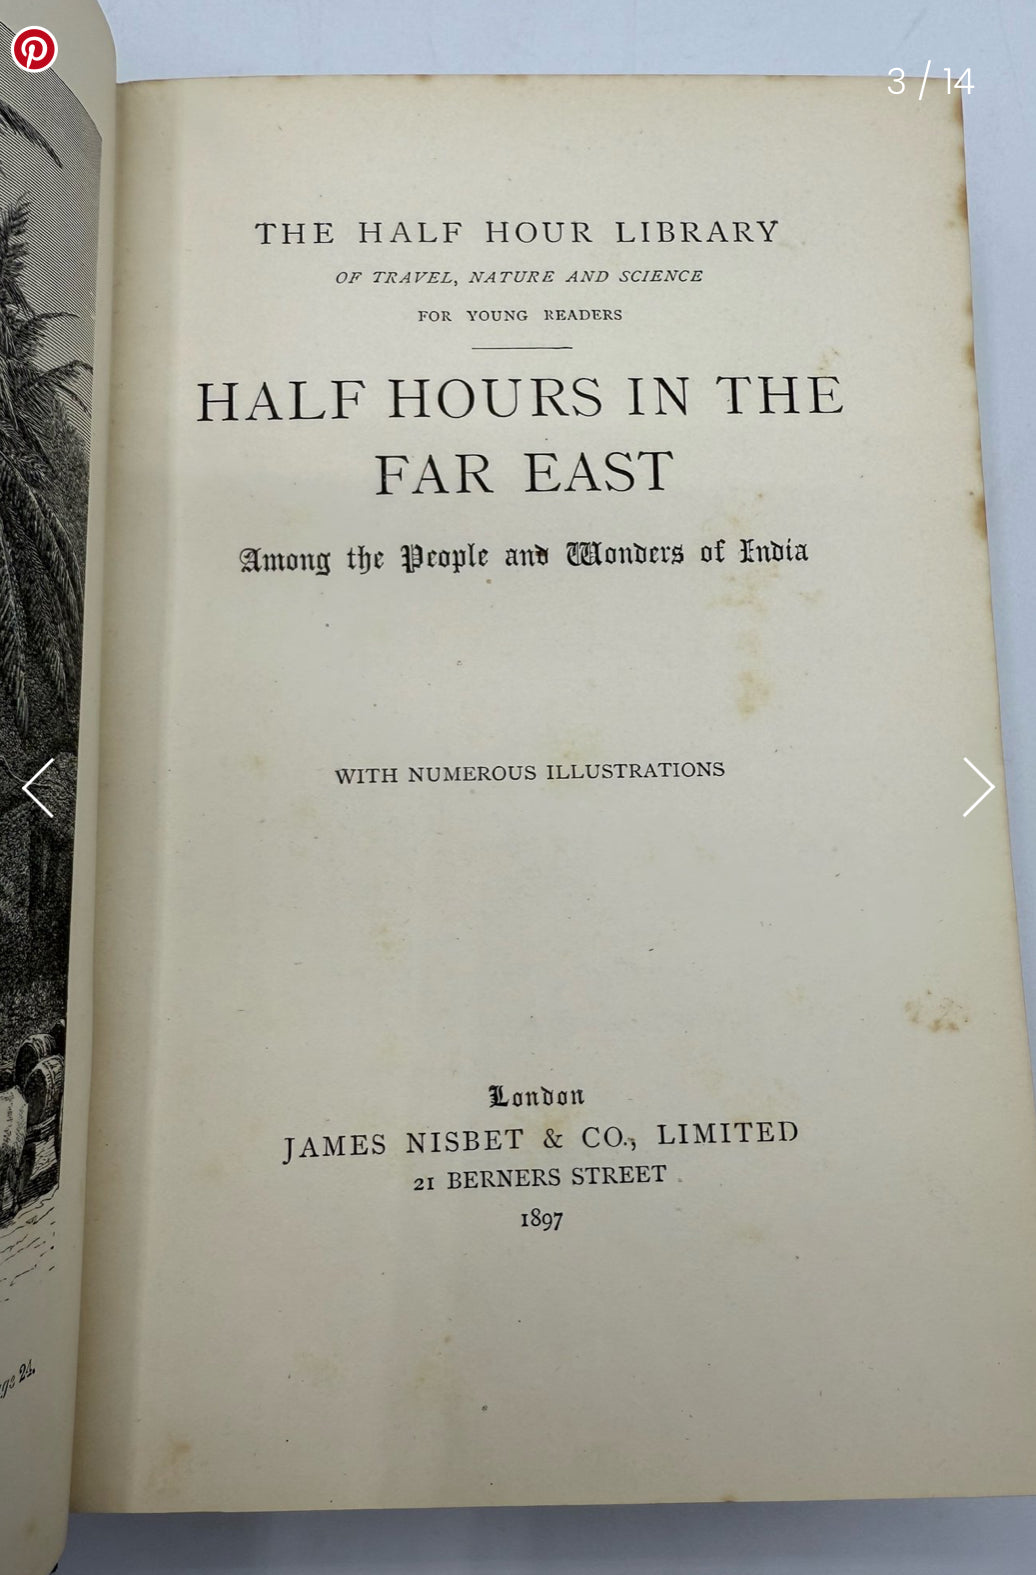 3 / 14
THE HALF HOUR LIBRARY
OF TRAVEL, NATURE AND SCIENCE
FOR YOUNG READERS
HALF HOURS IN THE
FAR EAST
Among the People and Wonders of India
WITH NUMEROUS ILLUSTRATIONS
London
JAMES NISBET & CO., LIMITED
21 BERNERS STREET
1897
24.